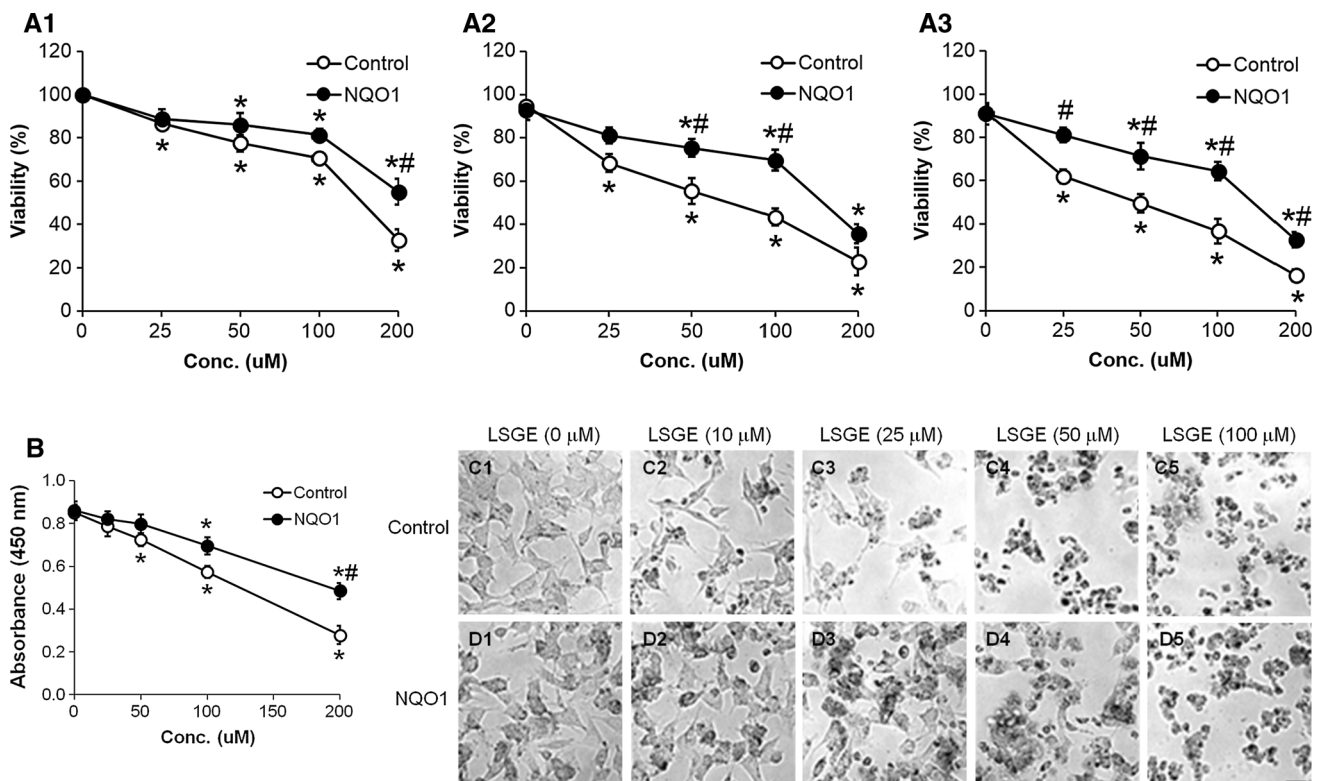 A1
120
100
80
60
40
20
0
Viability (%)
Control
NQO1
*
*
*
*
*
*#
*
0 25 50 100 200
Conc. (uM)
A2
120
100
80
60
40
20
0
Viability (%)
Control
NQO1
*
*#
*
*#
*
*
*
0 25 50 100 200
Conc. (uM)
A3
120
100
80
60
40
20
0
Viabillity (%)
Control
NQO1
#
*
*#
*
*#
*
*#
*
0 25 50 100 200
Conc. (uM)
B
1.0
0.8
0.6
0.4
0.2
0.0
Absorbance (450 nm)
Control
NQO1
*
*
*
*#
*
0 50 100 150 200
Conc. (uM)
LSGE (0 μM) LSGE (10 μM) LSGE (25 μM) LSGE (50 μM) LSGE (100 μM)
Control
C1 C2 C3 C4 C5
NQO1
D1 D2 D3 D4 D5